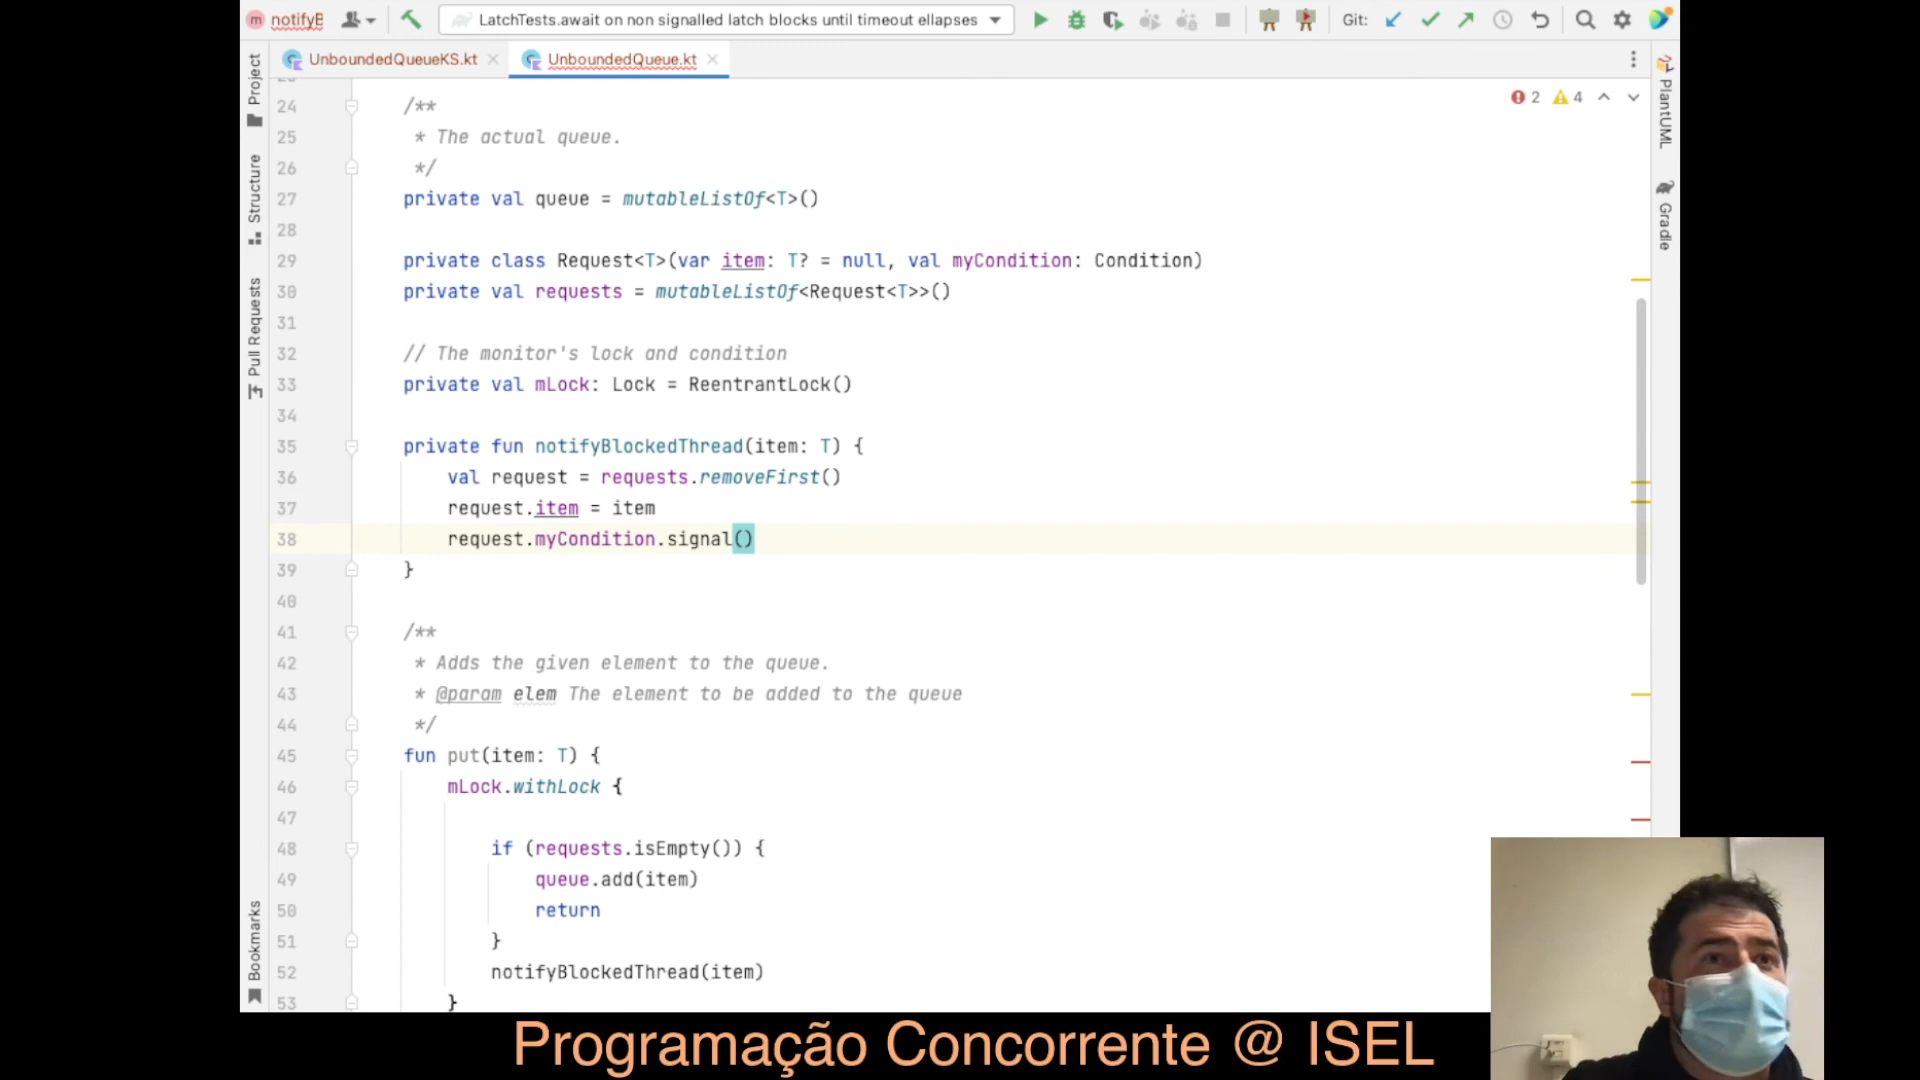 notifyB
LatchTests.await on non signalled latch blocks until timeout ellapses
Git:
UnboundedQueueKS.kt
UnboundedQueue.kt
Project
Structure
Pull Requests
Bookmarks
PlantUML
Gradle
2 4
24 /**
25 * The actual queue.
26 */
27 private val queue = mutableListOf<T>()
28
29 private class Request<T>(var item: T? = null, val myCondition: Condition)
30 private val requests = mutableListOf<Request<T>>()
31
32 // The monitor's lock and condition
33 private val mLock: Lock = ReentrantLock()
34
35 private fun notifyBlockedThread(item: T) {
36 val request = requests.removeFirst()
37 request.item = item
38 request.myCondition.signal()
39 }
40
41 /**
42 * Adds the given element to the queue.
43 * @param elem The element to be added to the queue
44 */
45 fun put(item: T) {
46 mLock.withLock {
47
48 if (requests.isEmpty()) {
49 queue.add(item)
50 return
51 }
52 notifyBlockedThread(item)
53 }
Programação Concorrente @ ISEL